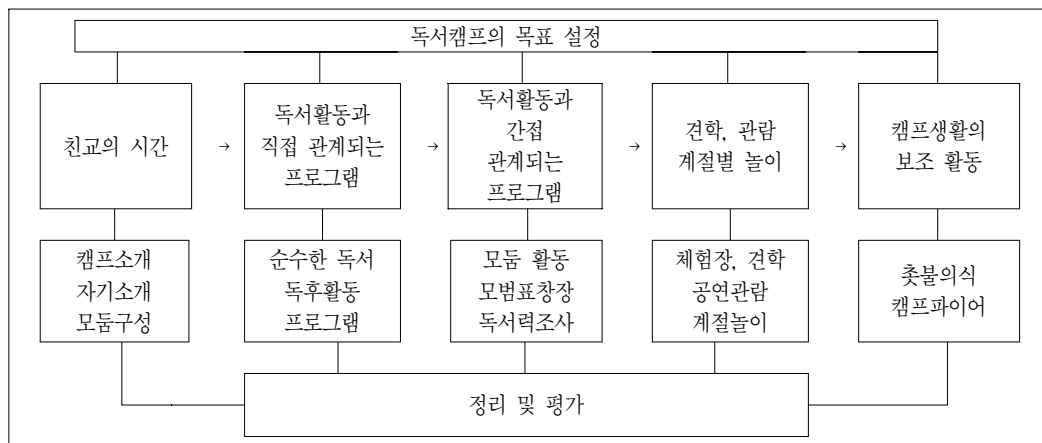 독서캠프의 목표 설정
친교의 시간
→
독서활동과
직접 관계되는
프로그램
→
독서활동과
간접
관계되는
프로그램
→
견학, 관람
계절별 놀이
→
캠프생활의
보조 활동
캠프소개
자기소개
모둠구성
순수한 독서
독후활동
프로그램
모둠 활동
모범표창장
독서력조사
체험장, 견학
공연관람
계절놀이
촛불의식
캠프파이어
정리 및 평가